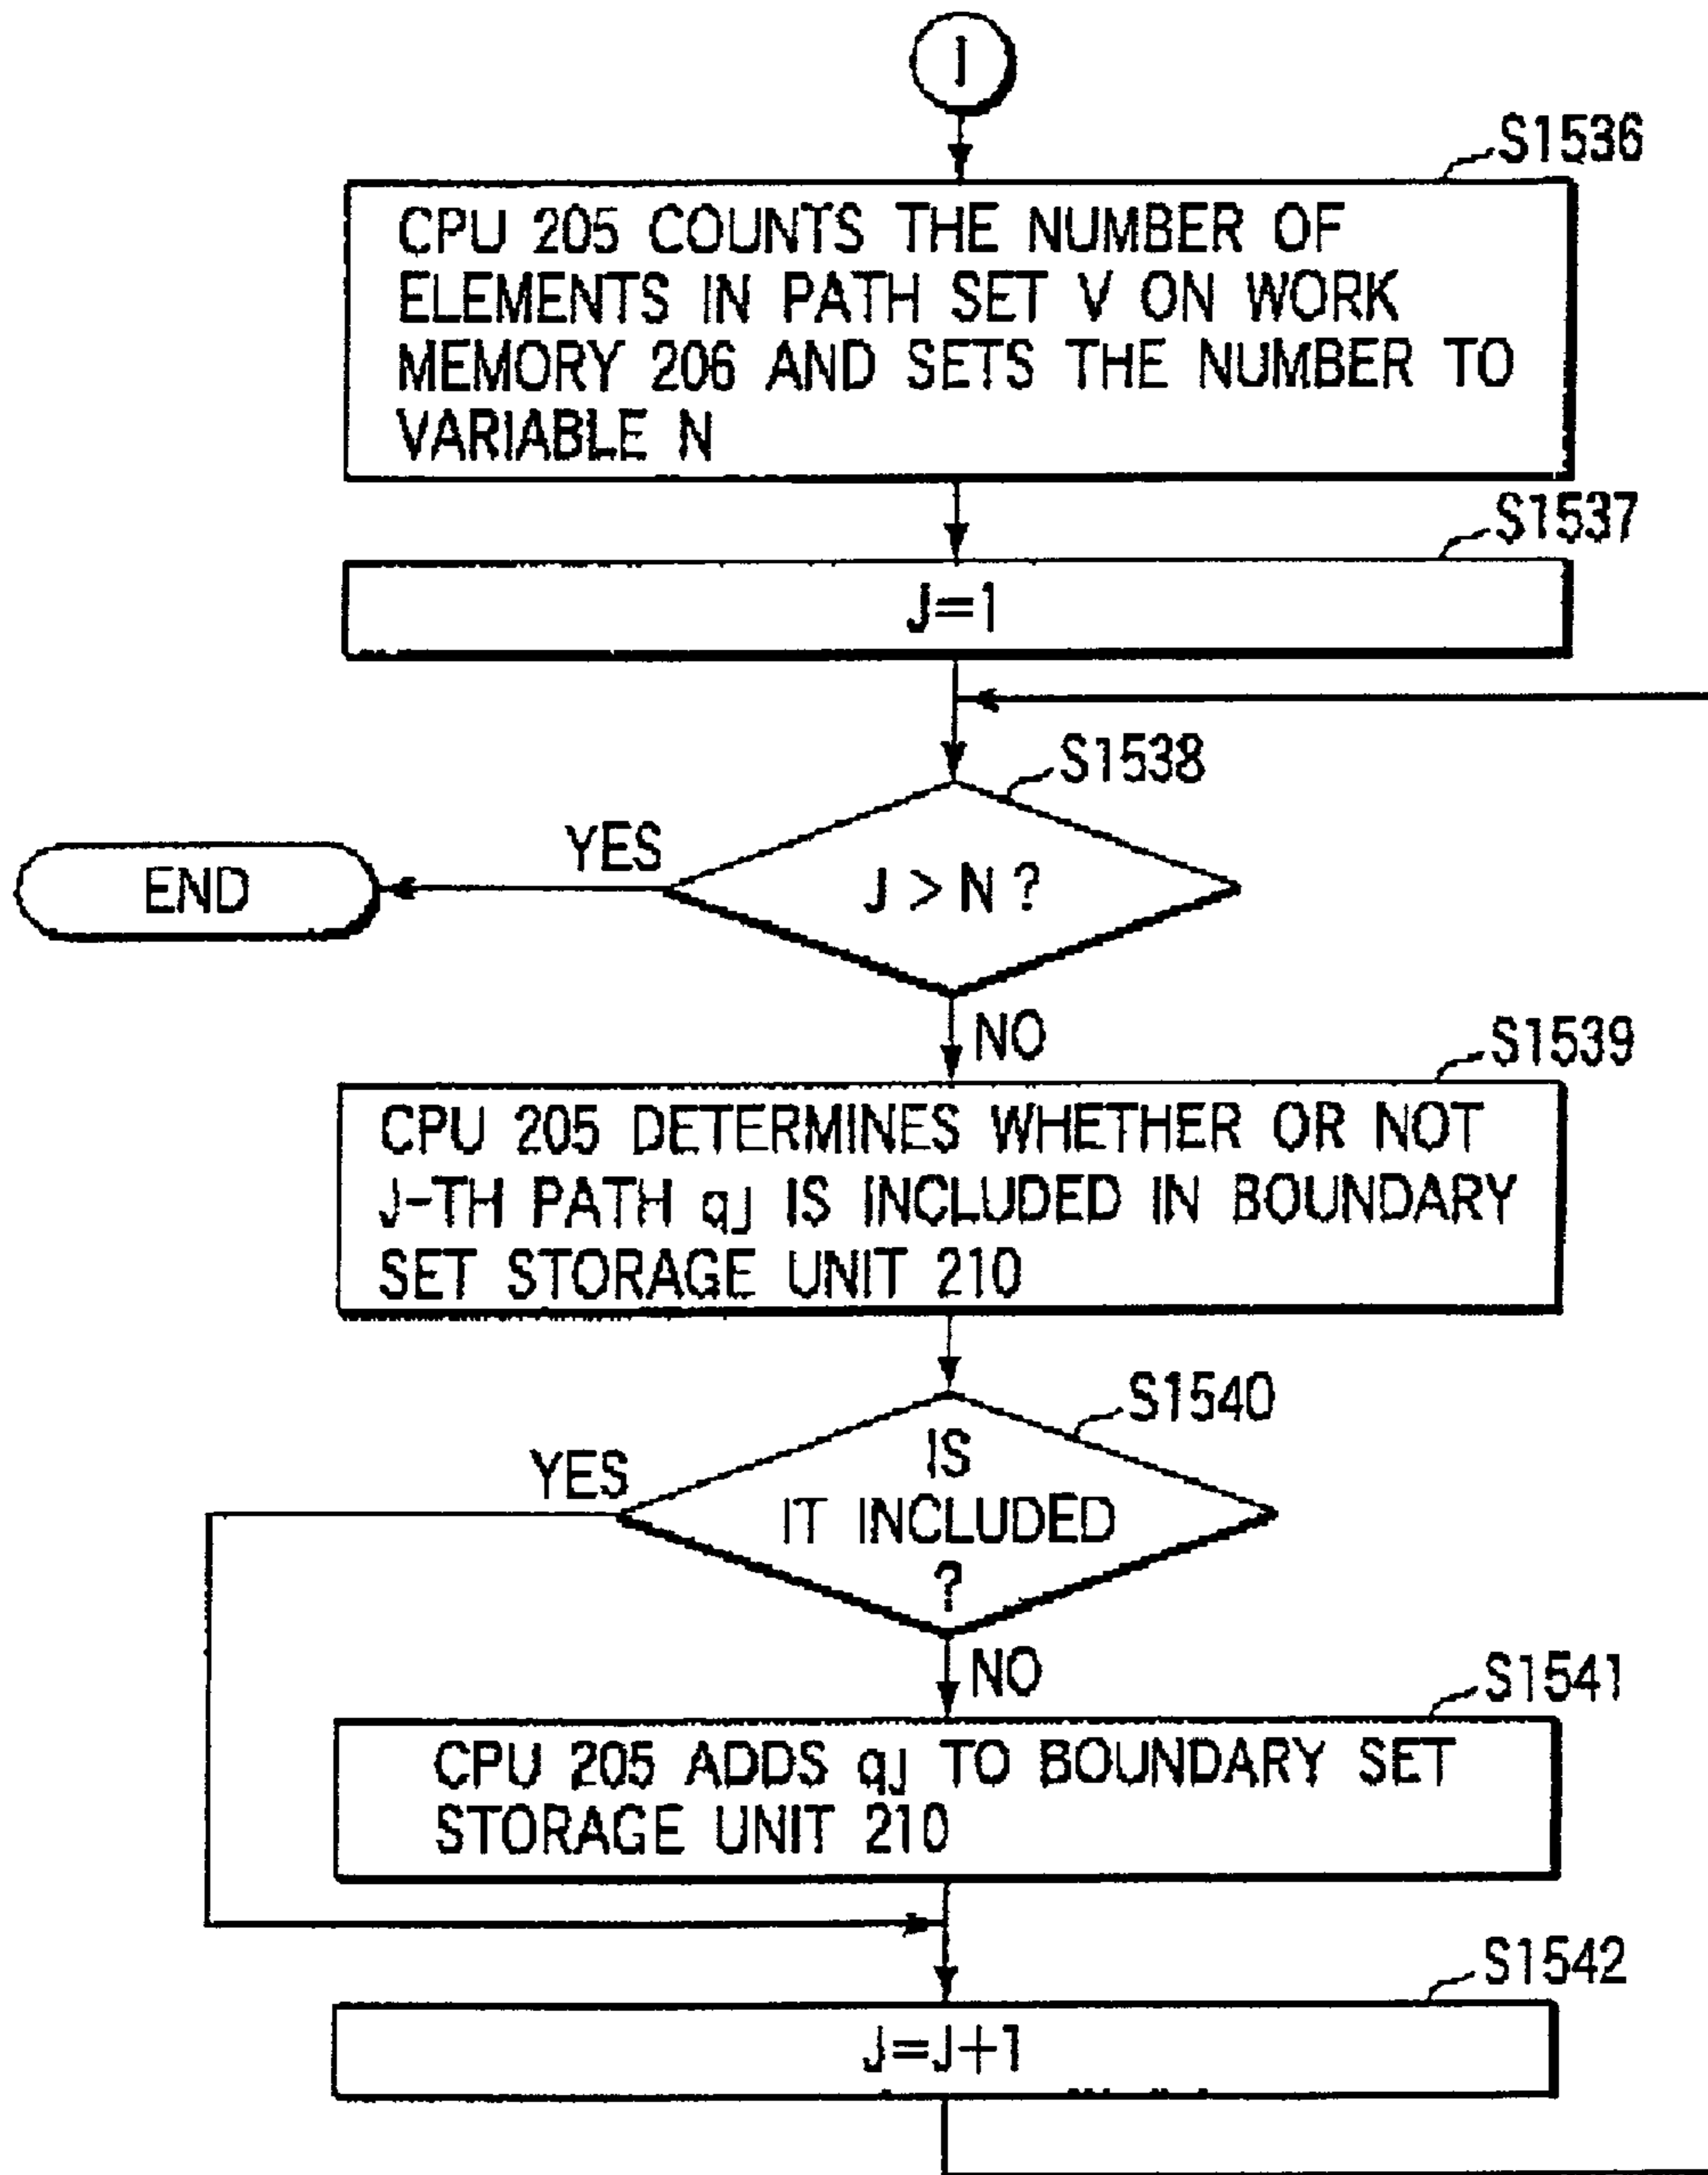 I
S1536
CPU 205 COUNTS THE NUMBER OF
ELEMENTS IN PATH SET V ON WORK
MEMORY 206 AND SETS THE NUMBER TO
VARIABLE N
S1537
J=1
S1538
YES
J > N ?
END
NO
S1539
CPU 205 DETERMINES WHETHER OR NOT
J-TH PATH qJ IS INCLUDED IN BOUNDARY
SET STORAGE UNIT 210
S1540
YES
IS
IT INCLUDED
?
NO
S1541
CPU 205 ADDS qJ TO BOUNDARY SET
STORAGE UNIT 210
S1542
J=J+1